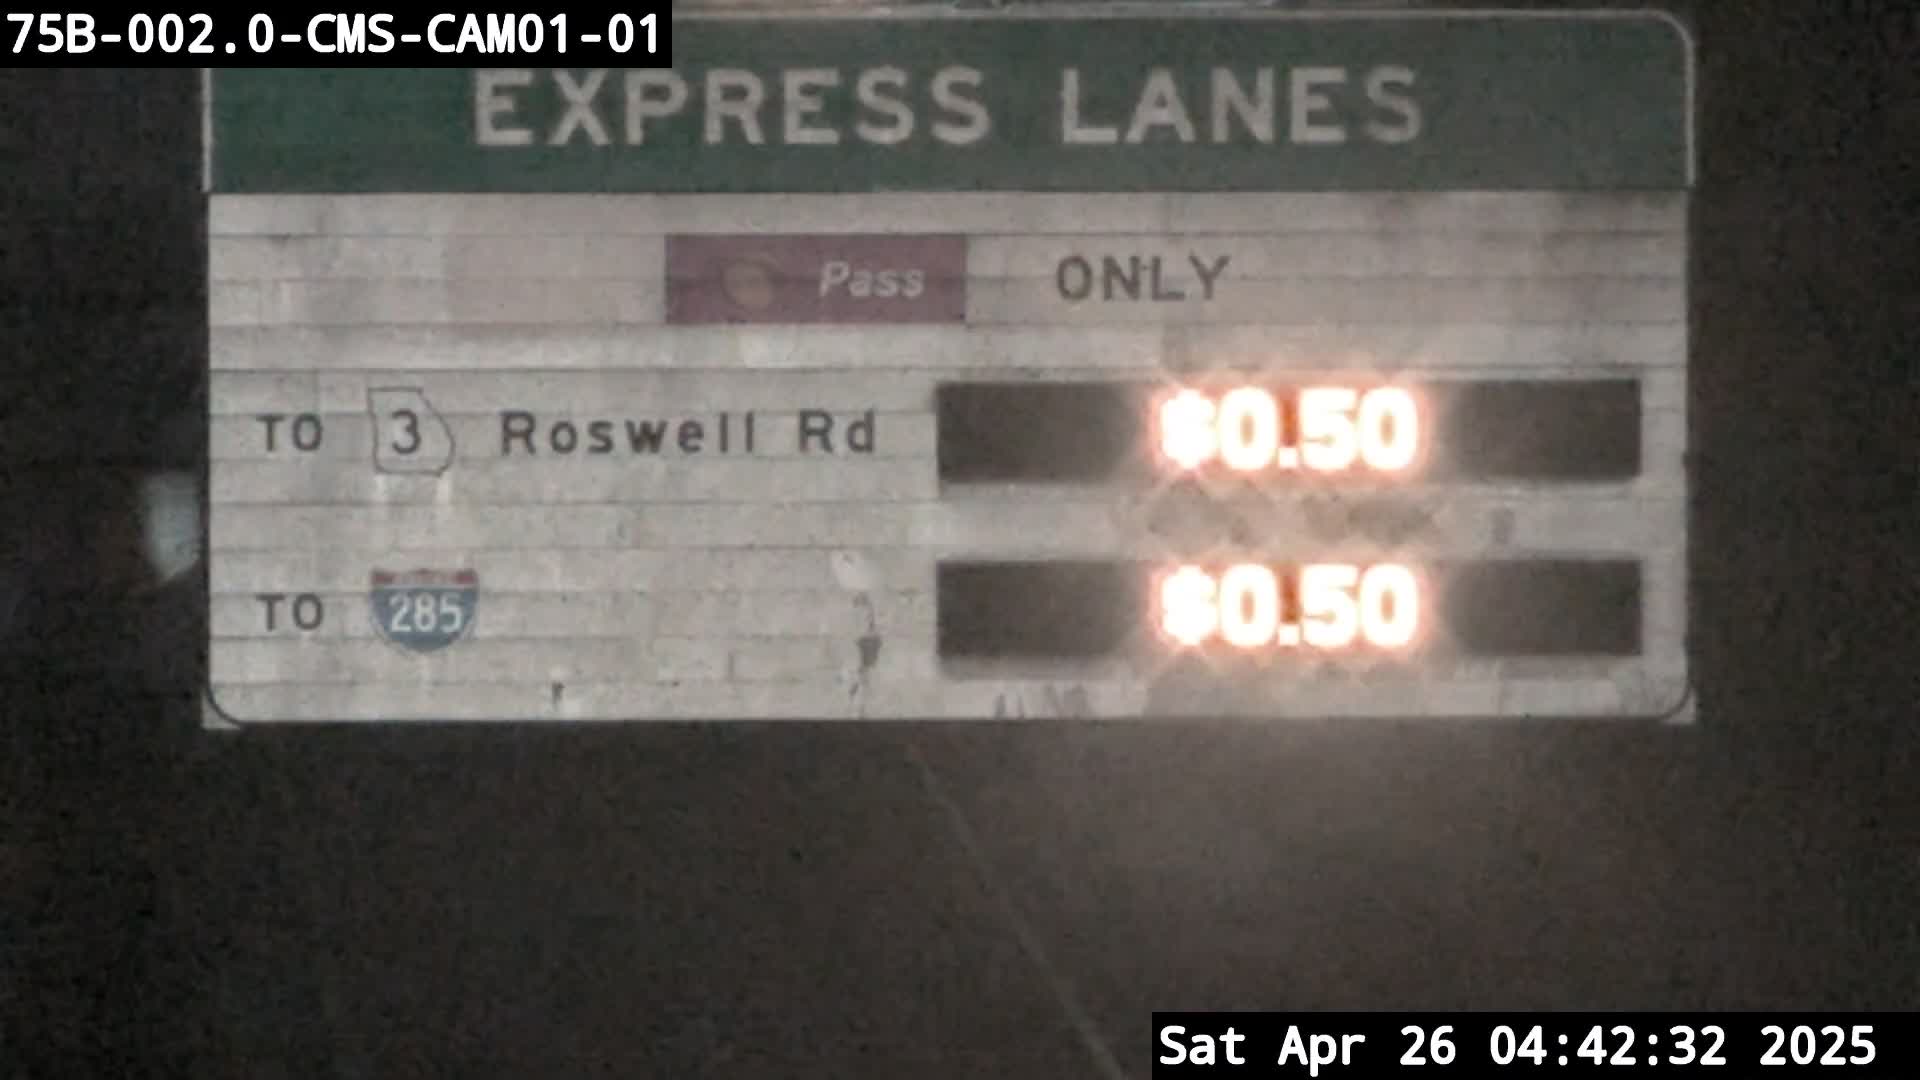 75B-002.0-CMS-CAM01-01
EXPRESS LANES
Pass ONLY
TO 3 Roswell Rd $0.50
TO 285 $0.50
Sat Apr 26 04:42:32 2025